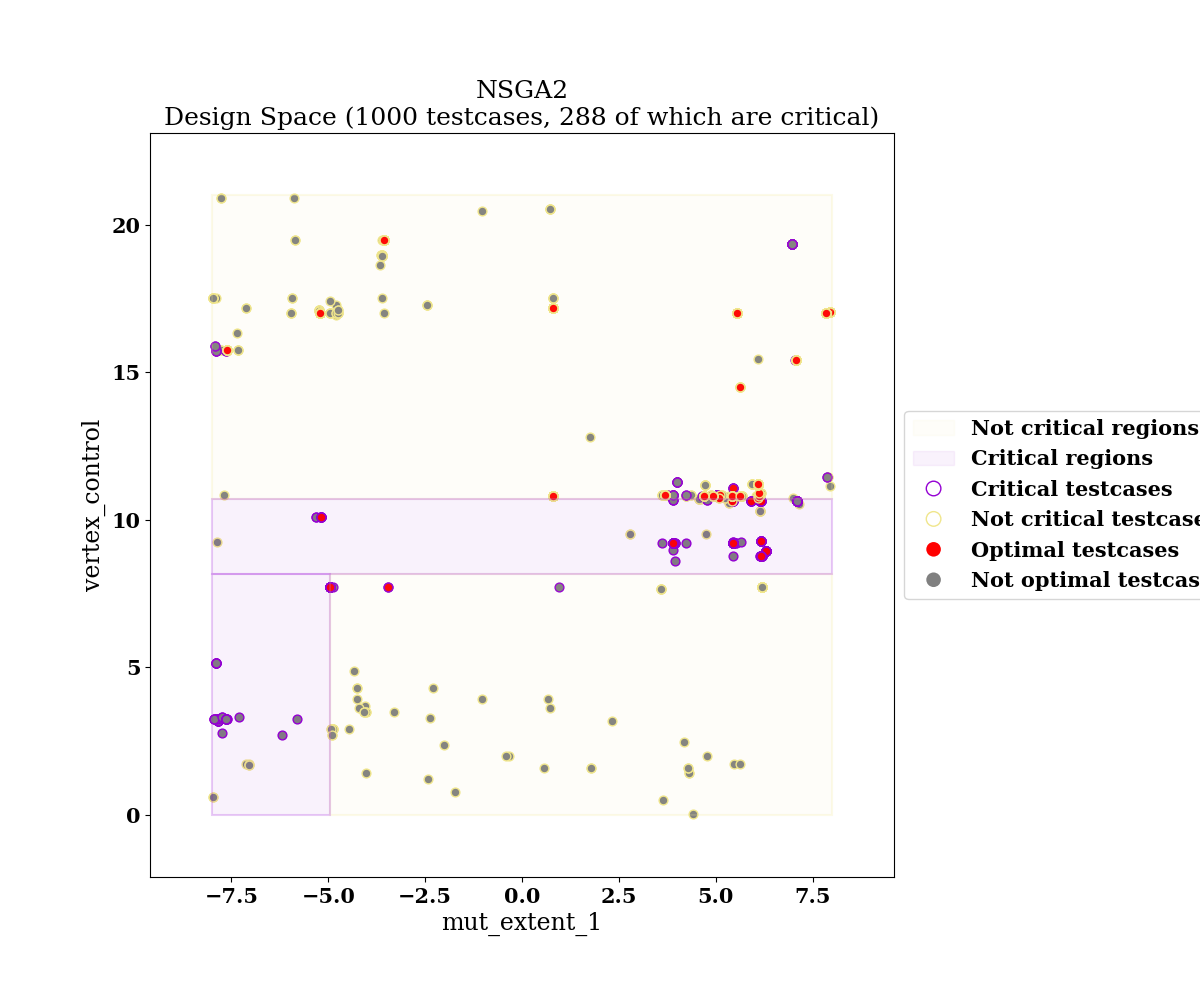 NSGA2
Design Space (1000 testcases, 288 of which are critical)
vertex_control
20
15
10
5
0
−7.5 −5.0 −2.5 0.0 2.5 5.0 7.5
mut_extent_1
Not critical regions
Critical regions
Critical testcases
Not critical testcase
Optimal testcases
Not optimal testcas